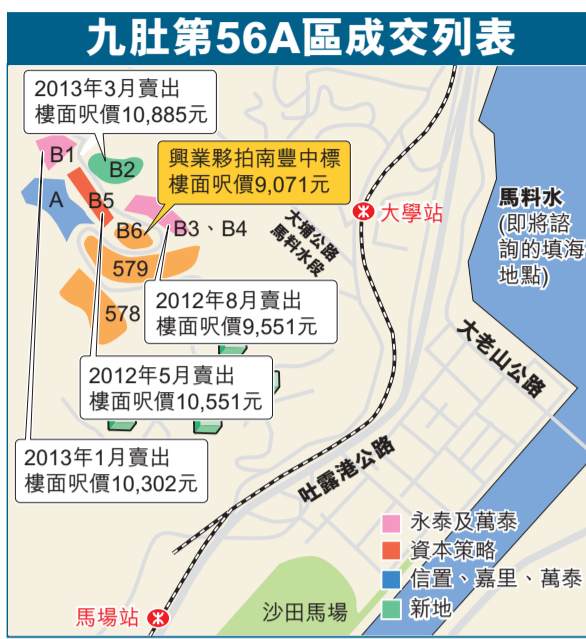 九肚第56A區成交列表
2013年3月賣出
樓面呎價10,885元
B1
B2
興業夥拍南豐中標
樓面呎價9,071元
A
B5
B6
B3、B4
579
578
大埔公路
馬料水段
大學站
馬料水
(即將諮
詢的填海
地點)
2012年8月賣出
樓面呎價9,551元
大老山公路
2012年5月賣出
樓面呎價10,551元
2013年1月賣出
樓面呎價10,302元
吐露港公路
永泰及萬泰
資本策略
信置、嘉里、萬泰
新地
馬場站
沙田馬場